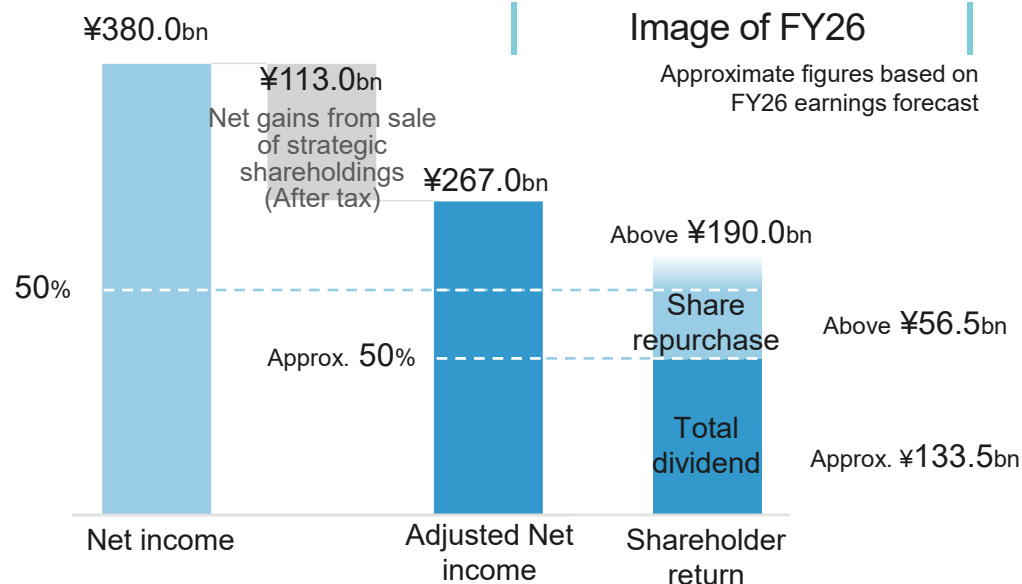 Image of FY26
Approximate figures based on
FY26 earnings forecast
¥380.0bn
¥113.0bn
Net gains from sale
of strategic
shareholdings
(After tax)
¥267.0bn
Above ¥190.0bn
50%
Share
repurchase
Above ¥56.5bn
Approx. 50%
Total
dividend
Approx. ¥133.5bn
Net income
Adjusted Net
income
Shareholder
return